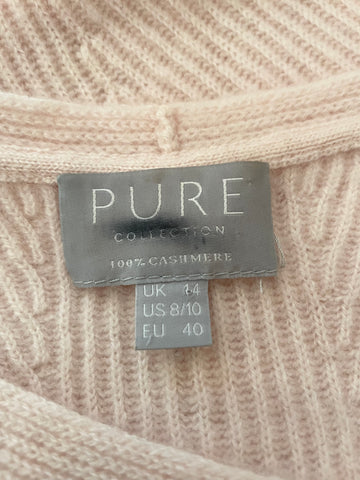 PURE
COLLECTION
100% CASHMERE
UK 14
US 8/10
EU 40